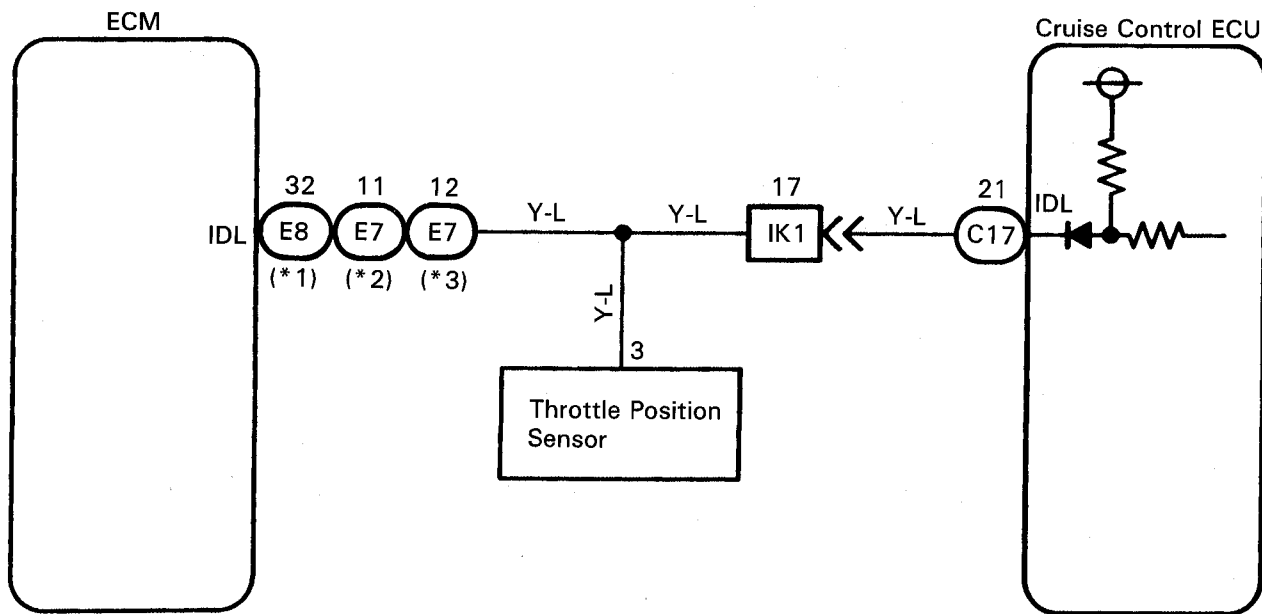 ECM
Cruise Control ECU
32
11
12
17
21
IDL
E8
E7
E7
Y-L
Y-L
IK1
Y-L
C17
IDL
(*1)
(*2)
(*3)
Y-L
3
Throttle Position
Sensor